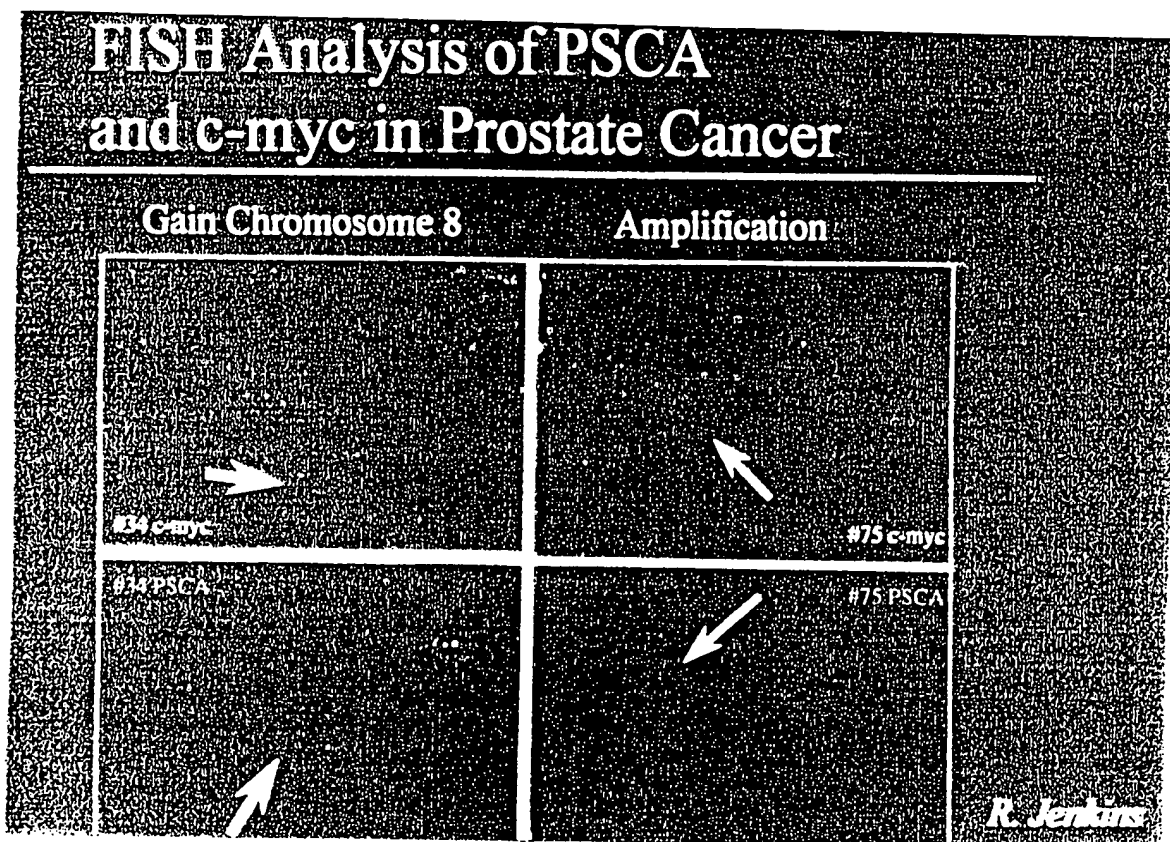 FISH Analysis of PSCA
and c-myc in Prostate Cancer
Gain Chromosome 8
Amplification
#34 c-myc
#75 c-myc
#34 PSCA
#75 PSCA
R. Jenkins